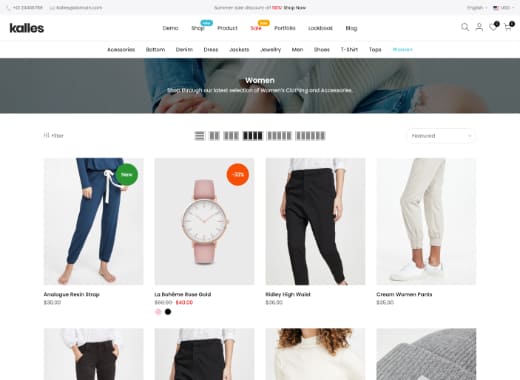 +01 23456789
kalles@domain.com
Summer sale discount off 50%! Shop Now
English
USD
kalles
Demo
Shop
New
Product
Sale
Portfolio
Lookbook
Blog
0
0
Accessories
Bottom
Denim
Dress
Jackets
Jewelry
Men
Shoes
T-Shirt
Tops
Women
Women
Shop through our latest selection of Women's Clothing and Accessories.
Filter
Featured
New
-33%
Analogue Resin Strap
$30.00
La Bohème Rose Gold
$60.00 $40.00
Ridley High Waist
$36.00
Cream Women Pants
$35.00